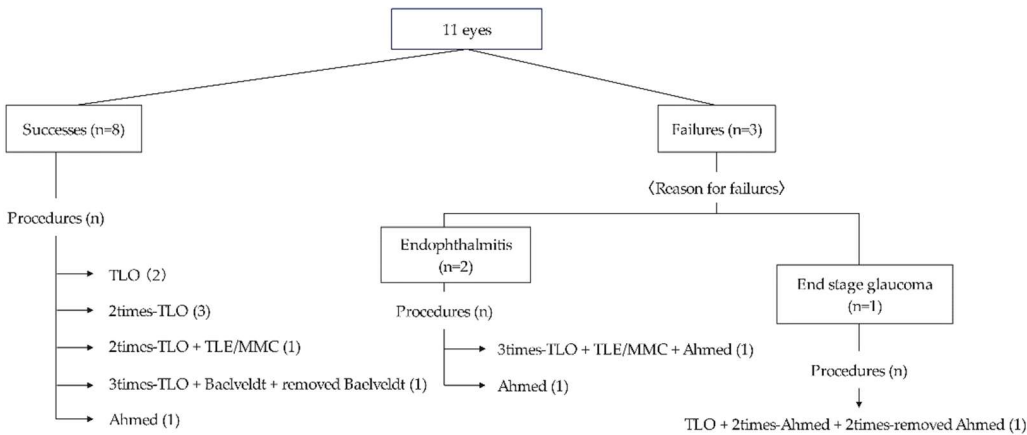 11 eyes
Successes (n=8)
Procedures (n)
TLO (2)
2times-TLO (3)
2times-TLO + TLE/MMC (1)
3times-TLO + Baelveldt + removed Baelveldt (1)
Ahmed (1)
Failures (n=3)
〈Reason for failures〉
Endophthalmitis
(n=2)
Procedures (n)
3times-TLO + TLE/MMC + Ahmed (1)
Ahmed (1)
End stage glaucoma
(n=1)
Procedures (n)
TLO + 2times-Ahmed + 2times-removed Ahmed (1)